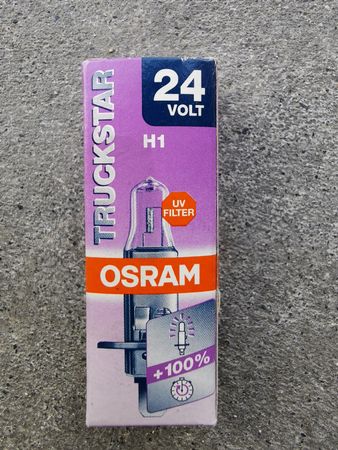 24
VOLT
H1
TRUCKSTAR
UV
FILTER
OSRAM
+100%